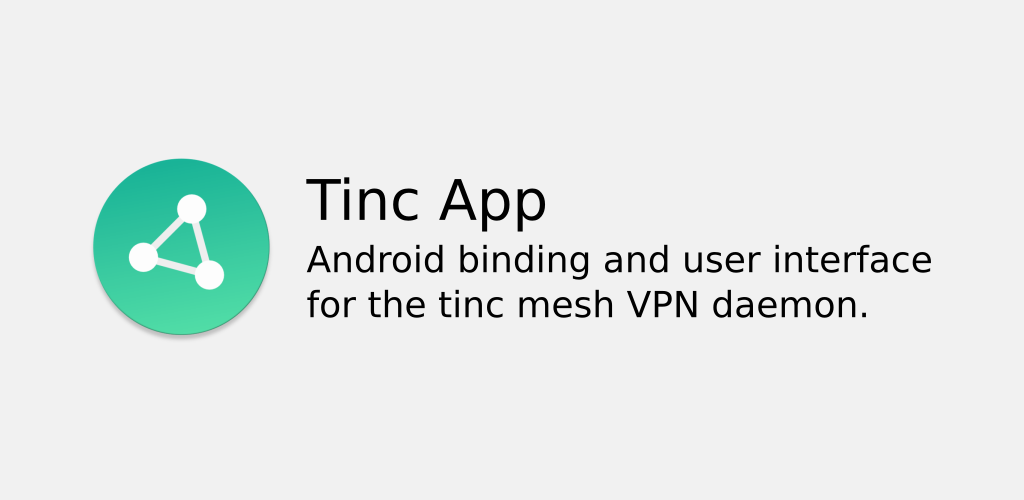 Tinc App
Android binding and user interface
for the tinc mesh VPN daemon.